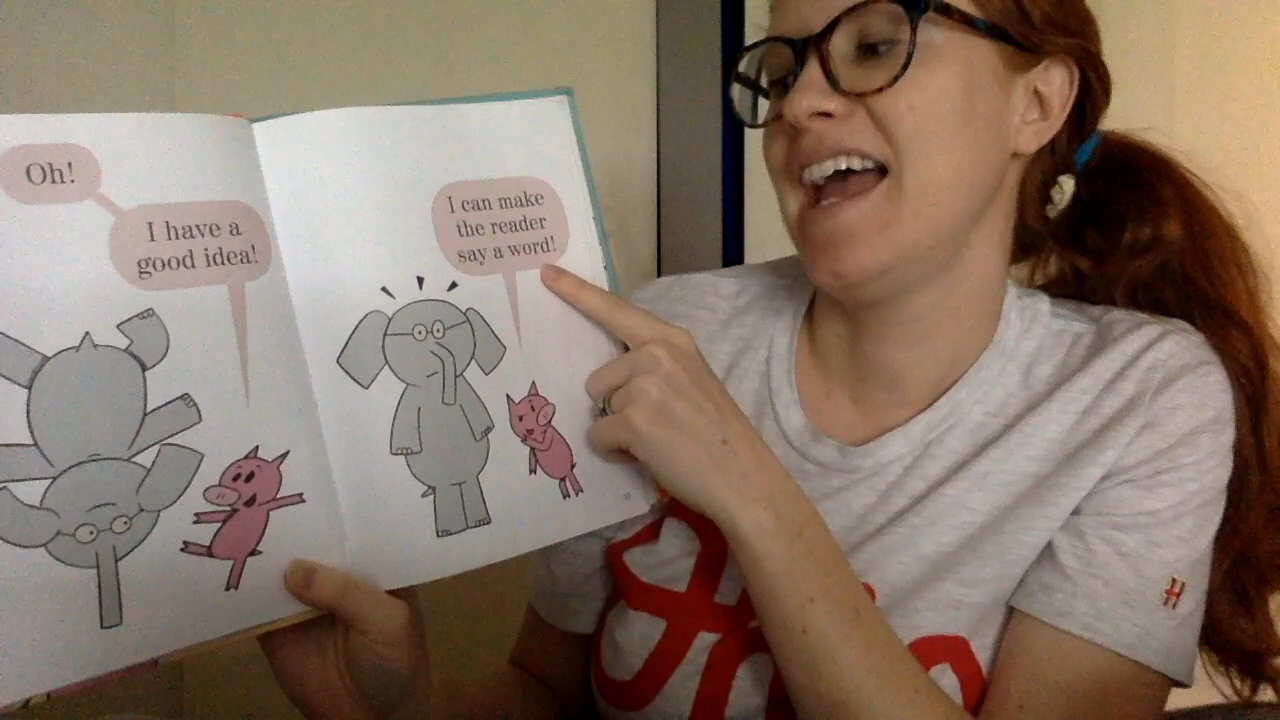 Oh!
I have a
good idea!
I can make
the reader
say a word!
H